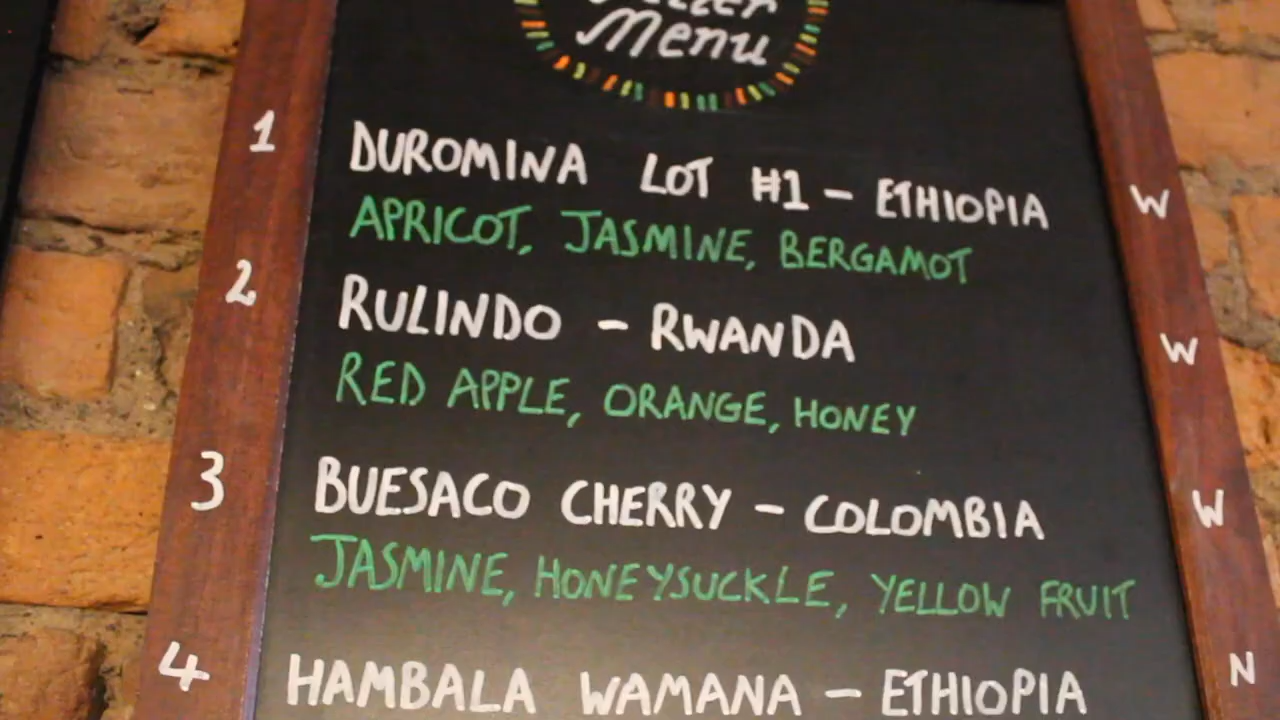 Menu
1 DUROMINA LOT #1 – ETHIOPIA W
APRICOT, JASMINE, BERGAMOT
2 RULINDO – RWANDA W
RED APPLE, ORANGE, HONEY
3 BUESACO CHERRY – COLOMBIA W
JASMINE, HONEYSUCKLE, YELLOW FRUIT
4 HAMBALA WAMANA – ETHIOPIA N